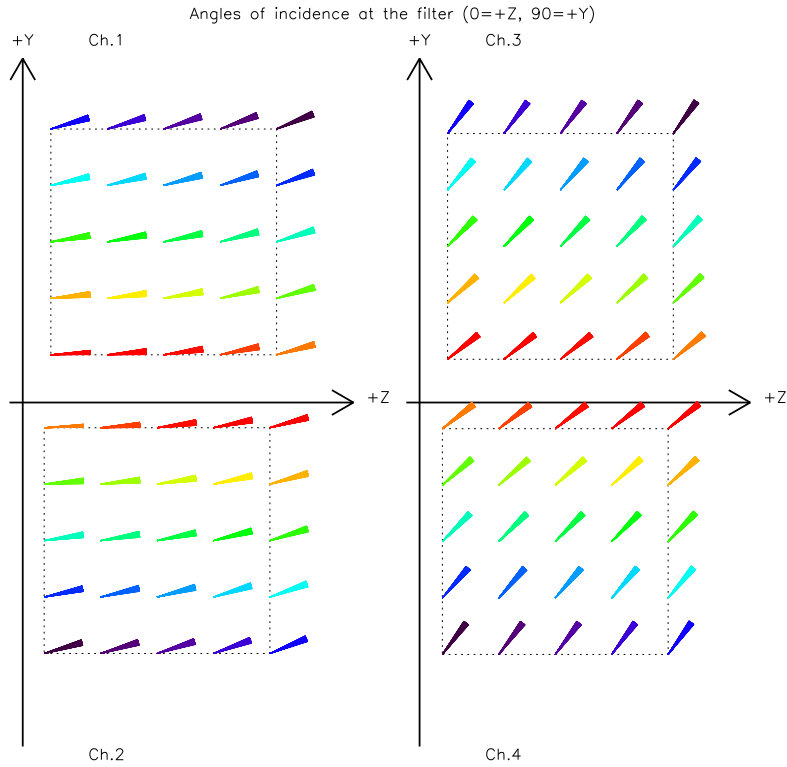 Angles of incidence at the filter (0=+Z, 90=+Y)
+Y Ch.1 +Y Ch.3
+Z +Z
Ch.2 Ch.4